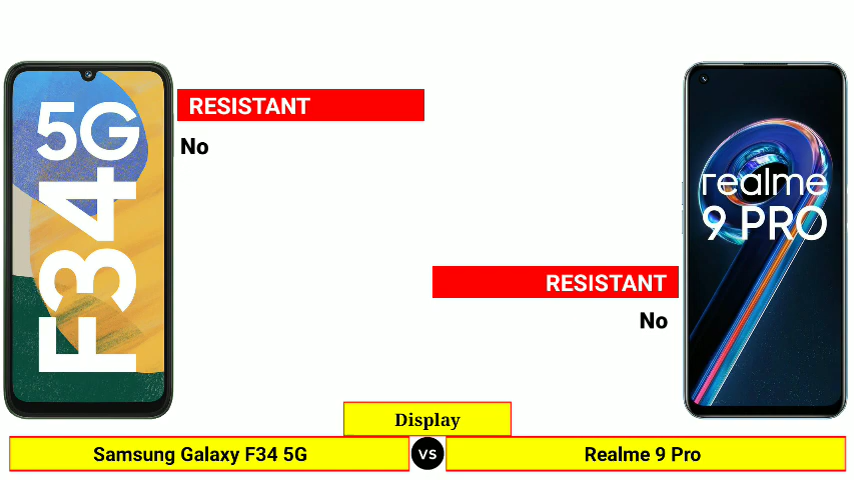 5G
F34
RESISTANT
No
realme
9 PRO
RESISTANT
No
Display
Samsung Galaxy F34 5G
VS
Realme 9 Pro